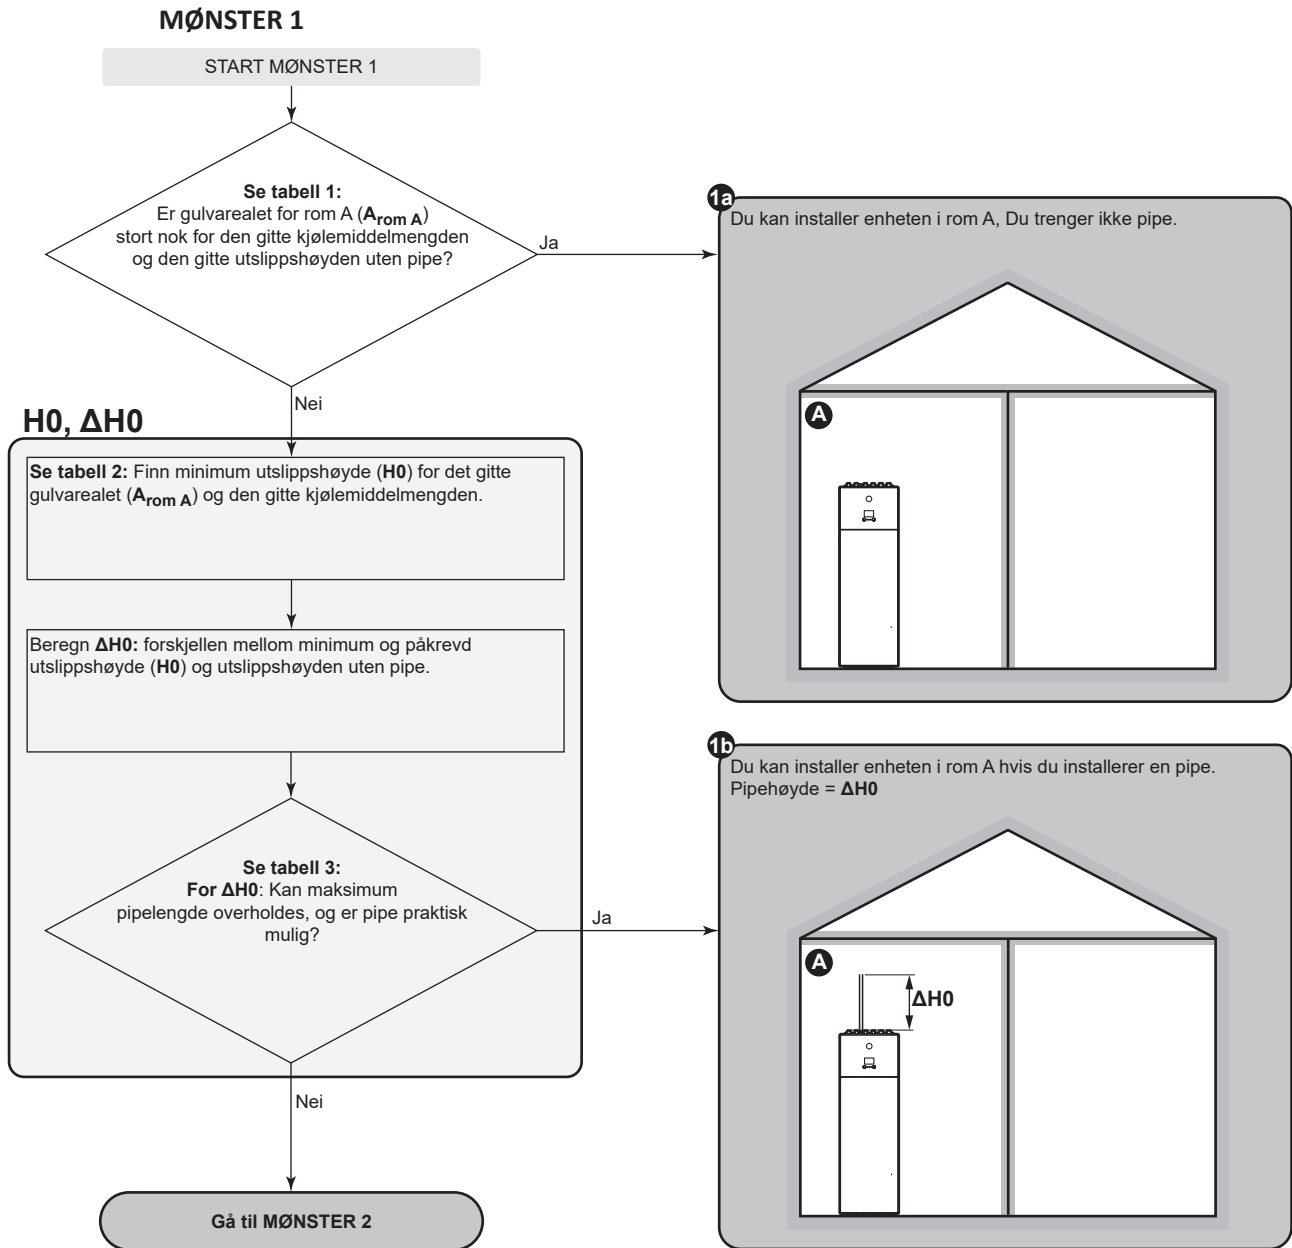 MØNSTER 1
START MØNSTER 1
Se tabell 1:
Er gulvarealet for rom A (A rom A)
stort nok for den gitte kjølemiddelmengden
og den gitte utslippshøyden uten pipe?
Ja
1a
Du kan installer enheten i rom A, Du trenger ikke pipe.
A
Nei
H0, ΔH0
Se tabell 2: Finn minimum utslippshøyde (H0) for det gitte
gulvarealet (A rom A) og den gitte kjølemiddelmengden.
Beregn ΔH0: forskjellen mellom minimum og påkrevd
utslippshøyde (H0) og utslippshøyden uten pipe.
Se tabell 3:
For ΔH0: Kan maksimum
pipelengde overholdes, og er pipe praktisk
mulig?
Ja
1b
Du kan installer enheten i rom A hvis du installerer en pipe.
Pipehøyde = ΔH0
A
ΔH0
Nei
Gå til MØNSTER 2